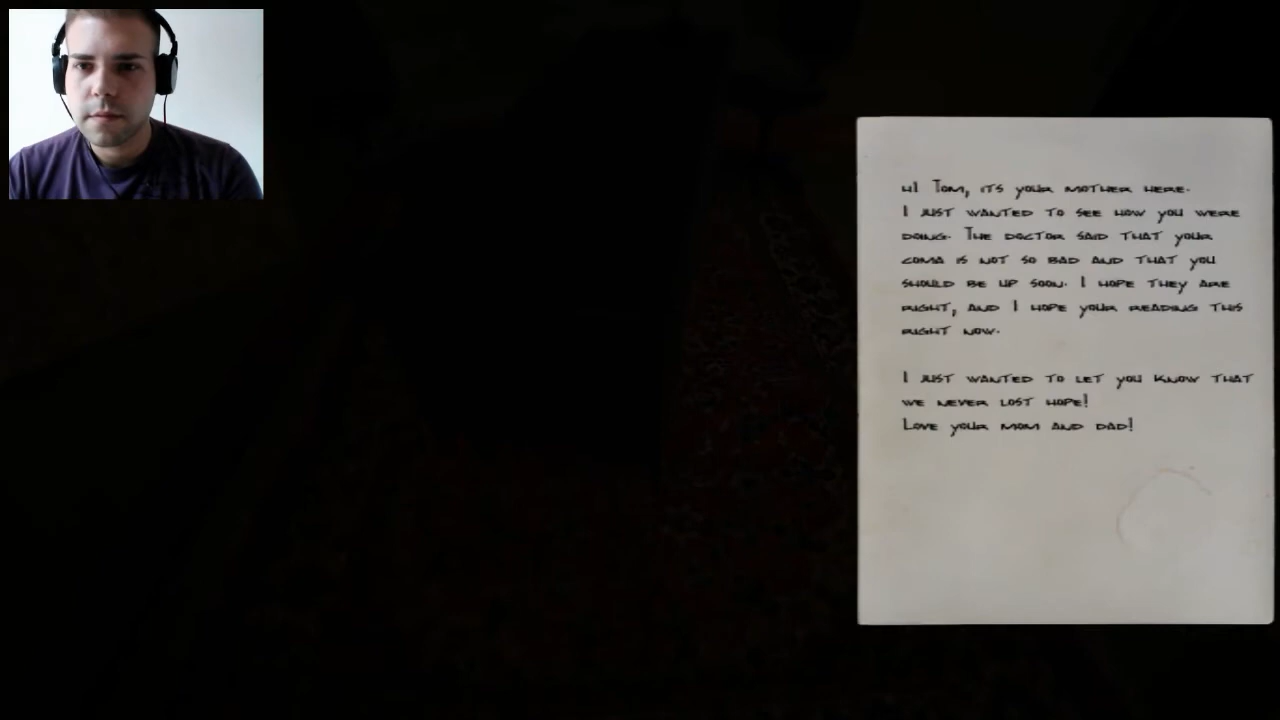 HI TOM, ITS YOUR MOTHER HERE.
I JUST WANTED TO SEE HOW YOU WERE
DOING. THE DOCTOR SAID THAT YOUR
COMA IS NOT SO BAD AND THAT YOU
SHOULD BE UP SOON. I HOPE THEY ARE
RIGHT, AND I HOPE YOUR READING THIS
RIGHT NOW.
I JUST WANTED TO LET YOU KNOW THAT
WE NEVER LOST HOPE!
LOVE YOUR MOM AND DAD!